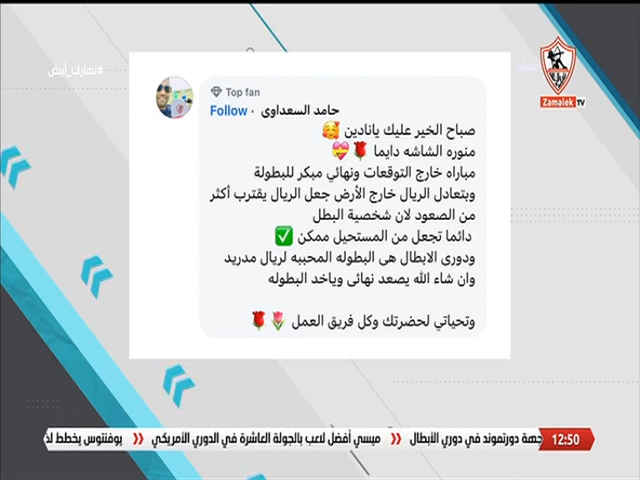 #نهارك_أبيض
Zamalek TV
Top fan
حامد السعداوى · Follow
صباح الخير عليك يانادين 🥰
منوره الشاشه دايما 🌹💝
مباراه خارج التوقعات ونهائي مبكر للبطولة
وبتعادل الريال خارج الأرض جعل الريال يقترب أكثر
من الصعود لان شخصية البطل
دائما تجعل من المستحيل ممكن ✅
ودورى الابطال هى البطوله المحببه لريال مدريد
وان شاء الله يصعد نهائى وياخد البطوله
وتحياتي لحضرتك وكل فريق العمل 🌷🌹
12:50
جهة دورتموند في دوري الأبطال » ميسي أفضل لاعب بالجولة العاشرة في الدوري الأمريكي » يوفنتوس يخطط لذ